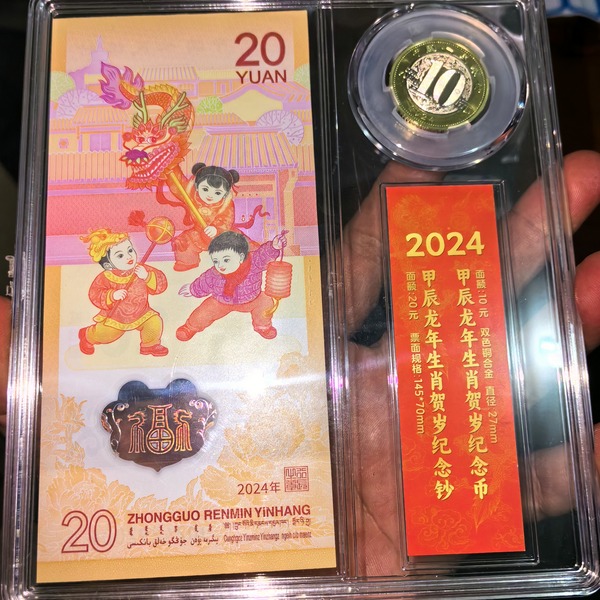 20
YUAN
福
2024年
20
ZHONGGUO RENMIN YINHANG
10
2024
面额:10元 双色铜合金 直径:27mm
甲辰龙年生肖贺岁纪念币
甲辰龙年生肖贺岁纪念钞
面额:20元 票面规格 145*70mm